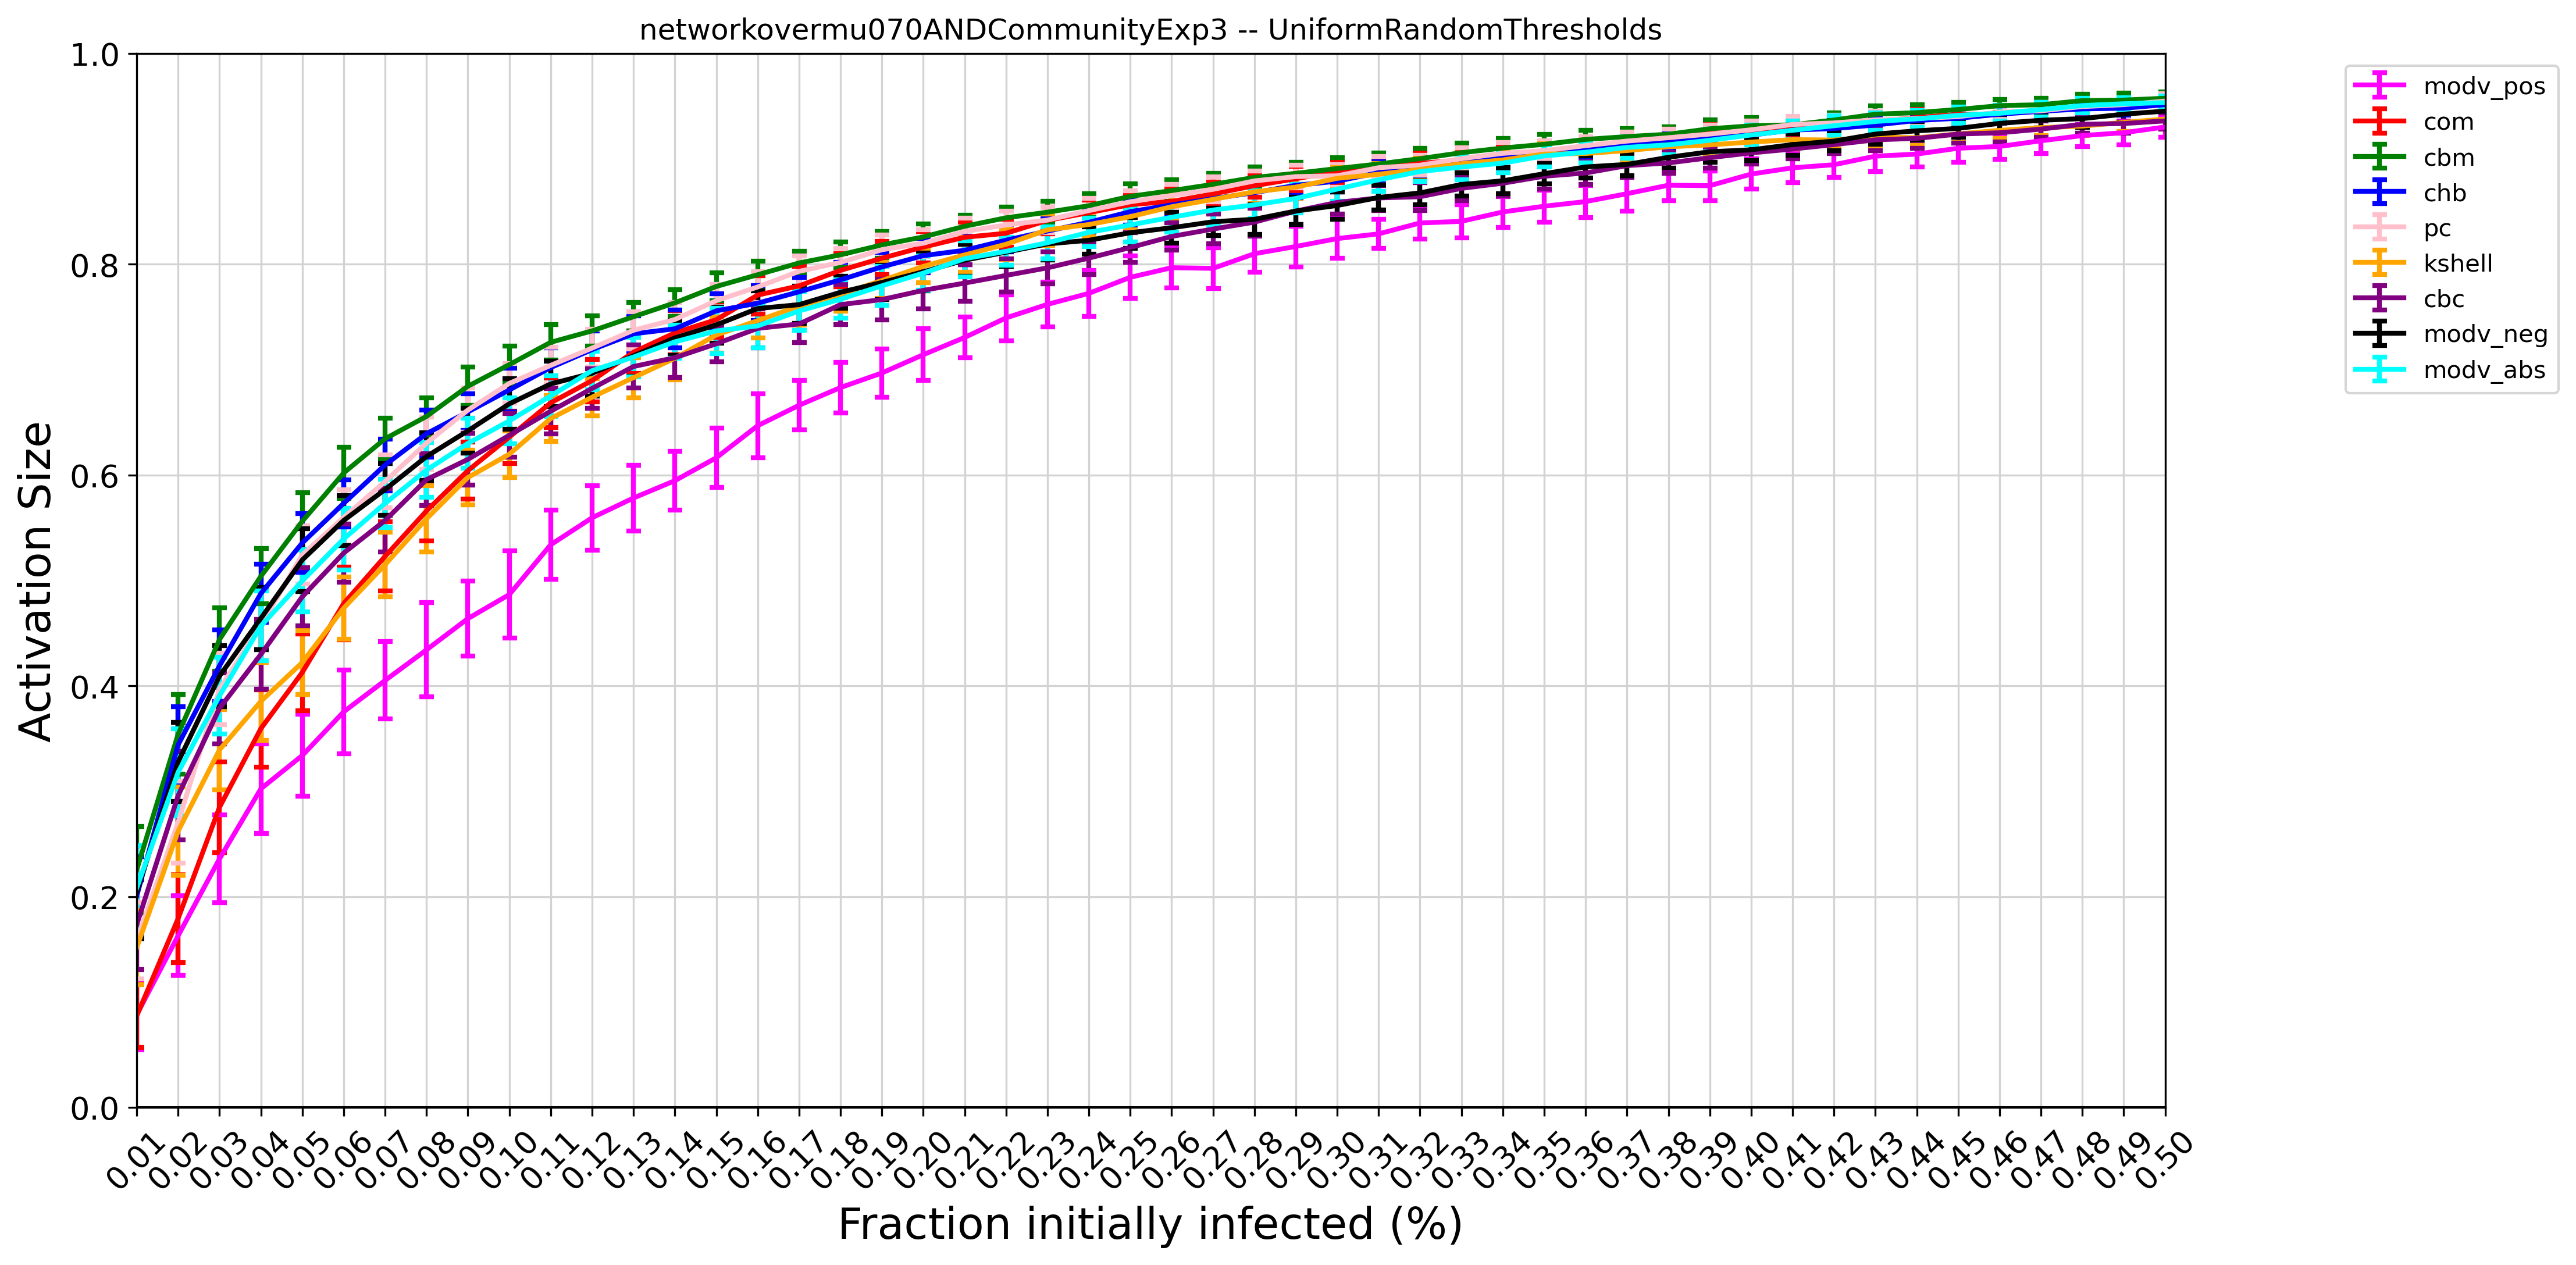 networkovermu070ANDCommunityExp3 -- UniformRandomThresholds
1.0
0.8
0.6
0.4
0.2
0.0
Activation Size
0.01 0.02 0.03 0.04 0.05 0.06 0.07 0.08 0.09 0.10 0.11 0.12 0.13 0.14 0.15 0.16 0.17 0.18 0.19 0.20 0.21 0.22 0.23 0.24 0.25 0.26 0.27 0.28 0.29 0.30 0.31 0.32 0.33 0.34 0.35 0.36 0.37 0.38 0.39 0.40 0.41 0.42 0.43 0.44 0.45 0.46 0.47 0.48 0.49 0.50
Fraction initially infected (%)
modv_pos
com
cbm
chb
pc
kshell
cbc
modv_neg
modv_abs